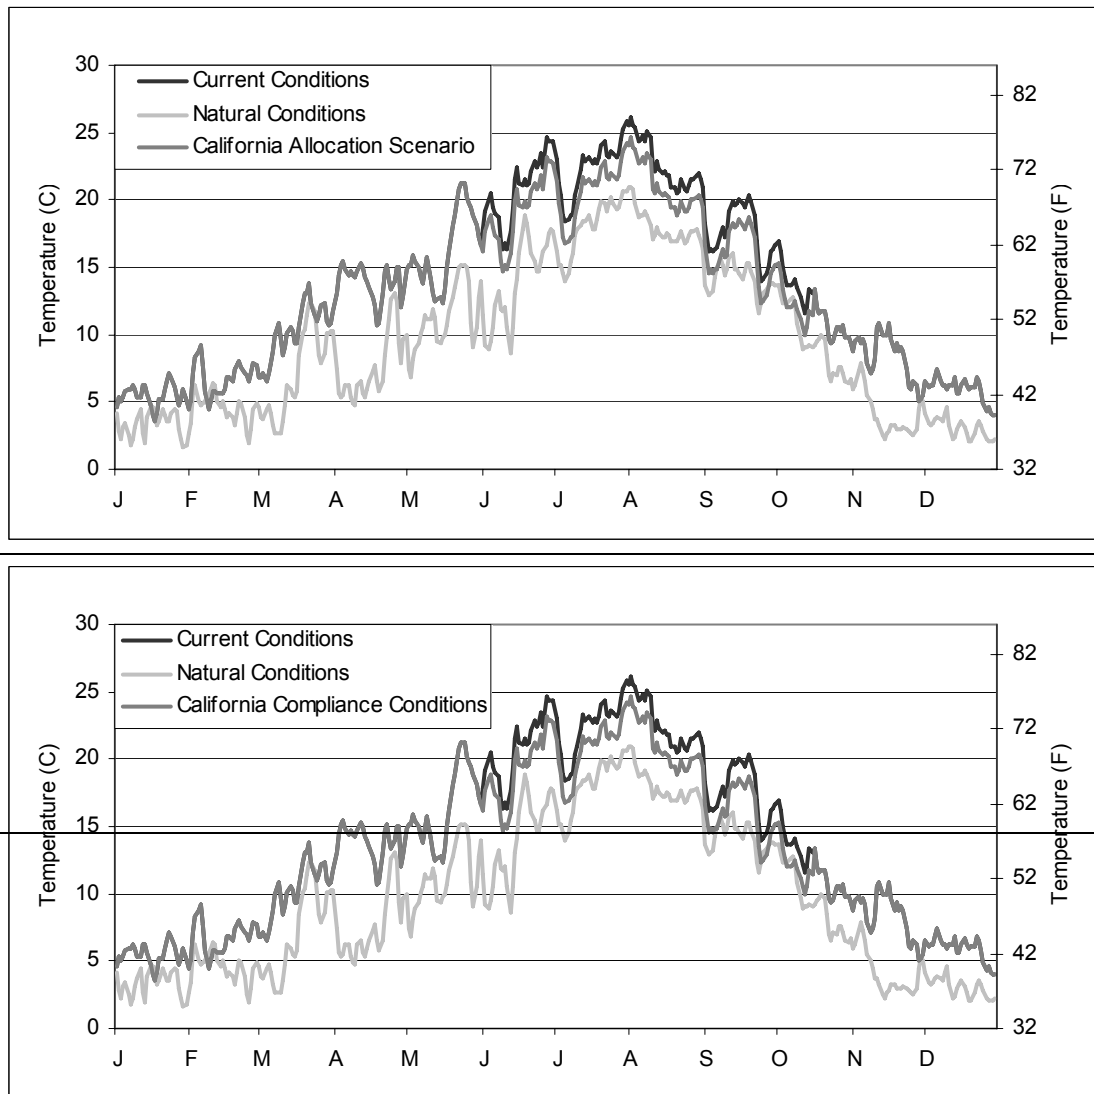 30
25
20
15
10
5
0
Temperature (C)
Current Conditions
Natural Conditions
California Allocation Scenario
82
72
62
52
42
32
Temperature (F)
J F M A M J J A S O N D
30
25
20
15
10
5
0
Temperature (C)
Current Conditions
Natural Conditions
California Compliance Conditions
82
72
62
52
42
32
Temperature (F)
J F M A M J J A S O N D